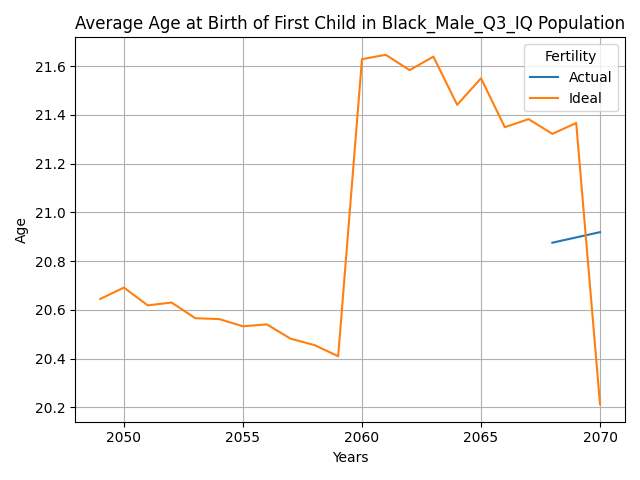 Average Age at Birth of First Child in Black_Male_Q3_IQ Population
Fertility
Actual
Ideal
Age
21.6
21.4
21.2
21.0
20.8
20.6
20.4
20.2
2050 2055 2060 2065 2070
Years